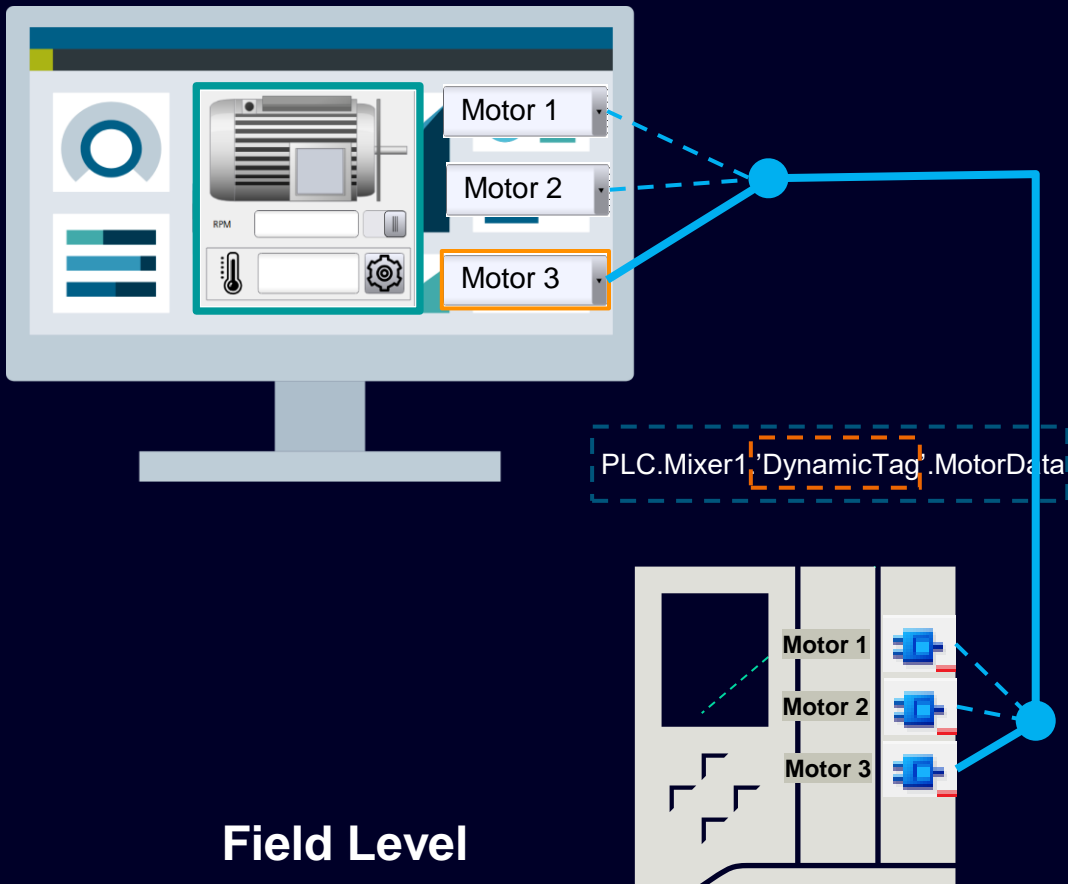 Motor 1
Motor 2
RPM
Motor 3
PLC.Mixer1.’DynamicTag’.MotorData
Motor 1
Motor 2
Motor 3
Field Level